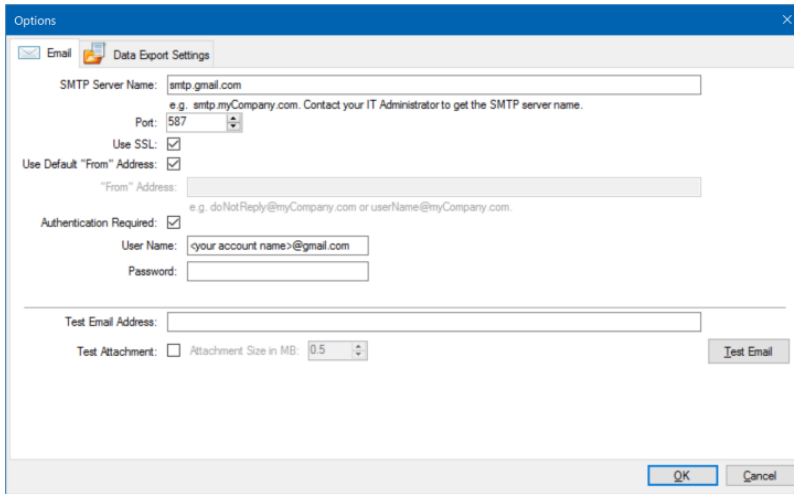 Options
Email Data Export Settings
SMTP Server Name: smtp.gmail.com
e.g. smtp.myCompany.com. Contact your IT Administrator to get the SMTP server name.
Port: 587
Use SSL:
Use Default "From" Address:
"From" Address:
e.g. doNotReply@myCompany.com or userName@myCompany.com.
Authentication Required:
User Name: <your account name>@gmail.com
Password:
Test Email Address:
Test Attachment: Attachment Size in MB: 0.5 Test Email
OK Cancel